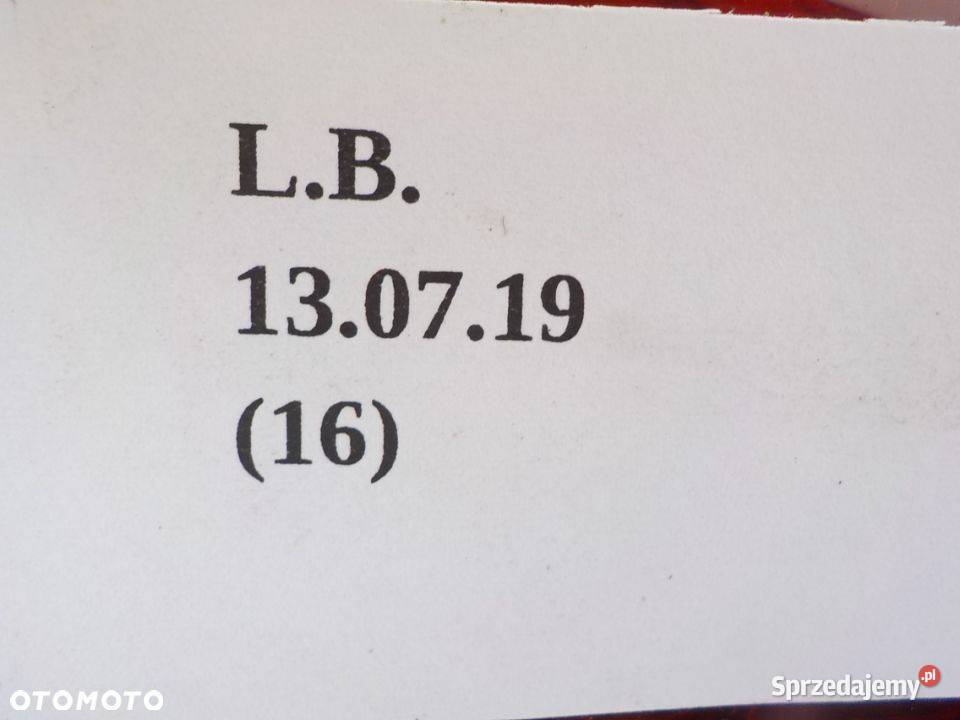 L.B.
13.07.19
(16)
OTOMOTO
Sprzedajemy.pl